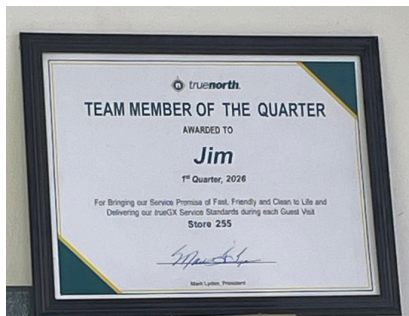 truenorth.
TEAM MEMBER OF THE QUARTER
AWARDED TO
Jim
1st Quarter, 2026
For Bringing our Service Promise of Fast, Friendly and Clean to Life and
Delivering our trueGX Service Standards during each Guest Visit
Store 255
Mark Lyden, President